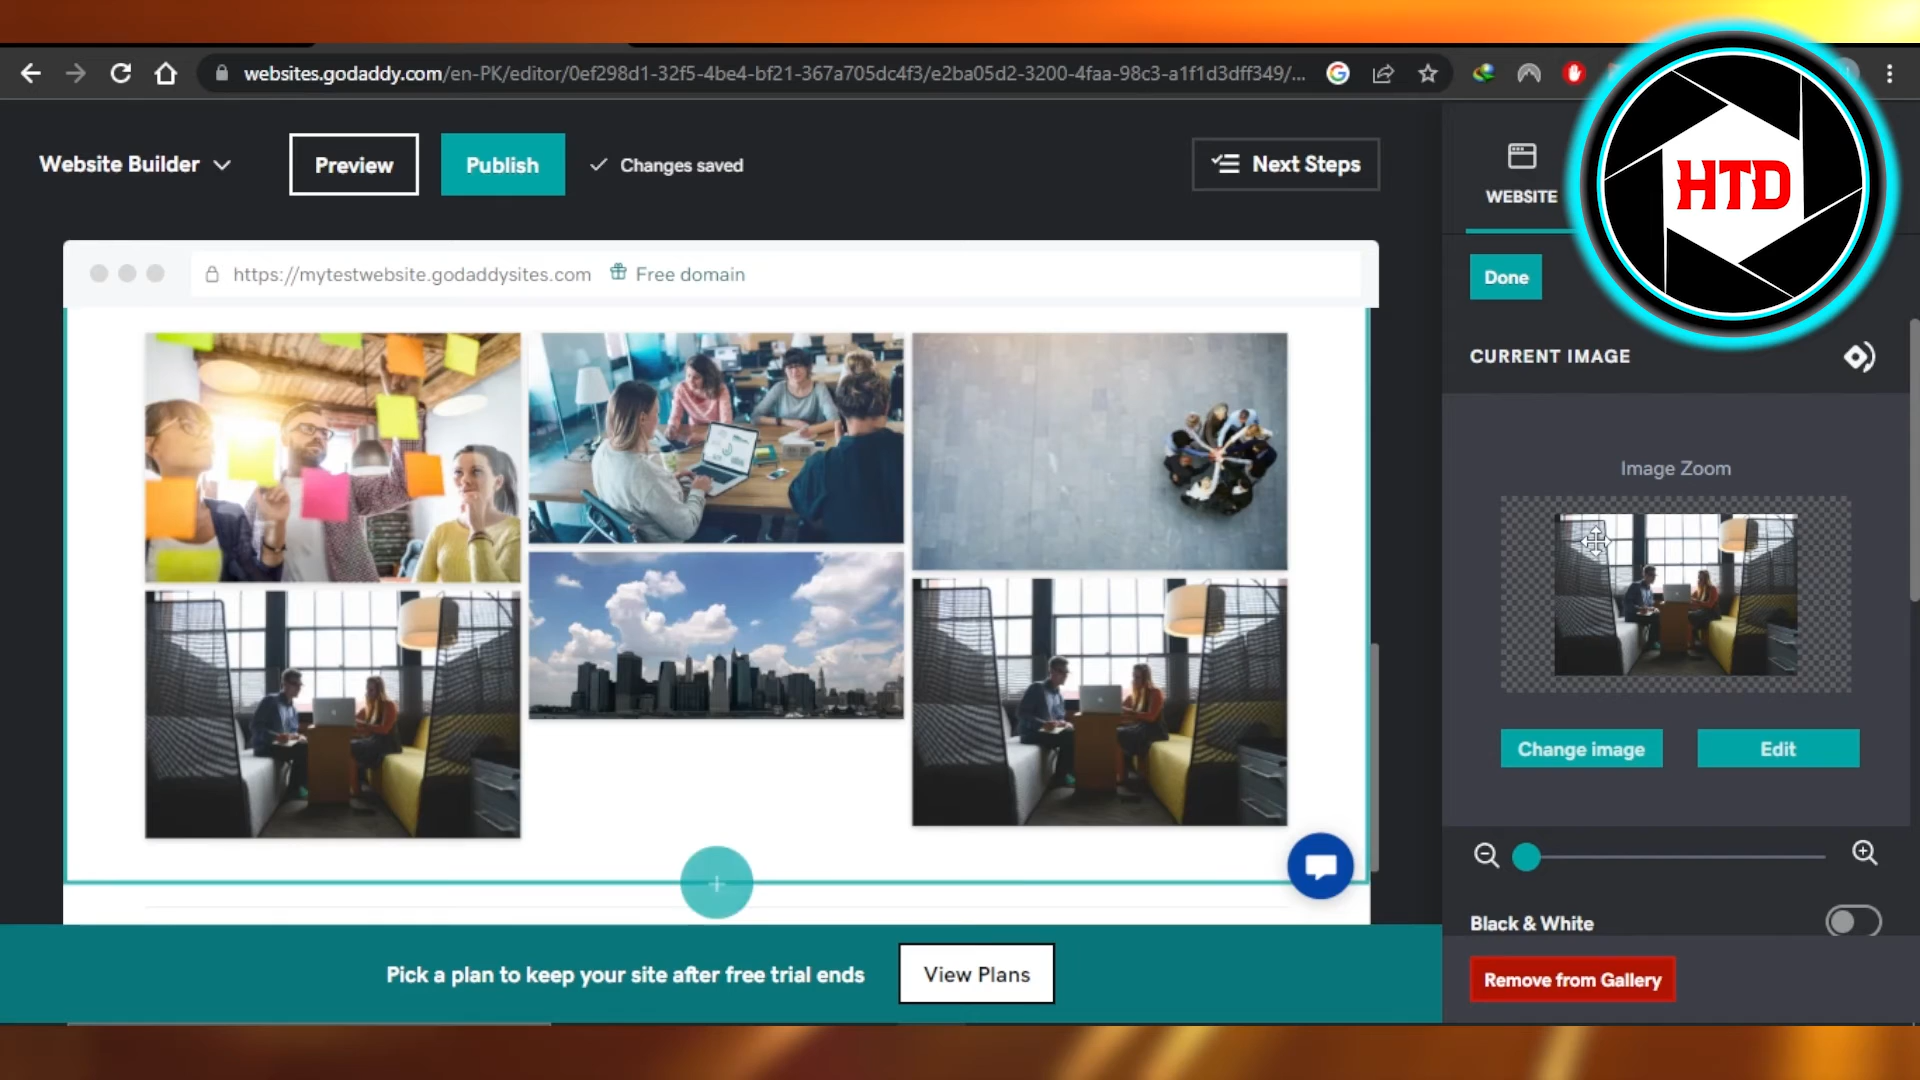 websites.godaddy.com/en-PK/editor/0ef298d1-32f5-4be4-bf21-367a705dc4f3/e2ba05d2-3200-4faa-98c3-a1f1d3dff349/...
Website Builder
Preview
Publish
Changes saved
Next Steps
WEBSITE
HTD
https://mytestwebsite.godaddysites.com
Free domain
Done
CURRENT IMAGE
Image Zoom
Change image
Edit
Black & White
Remove from Gallery
Pick a plan to keep your site after free trial ends
View Plans